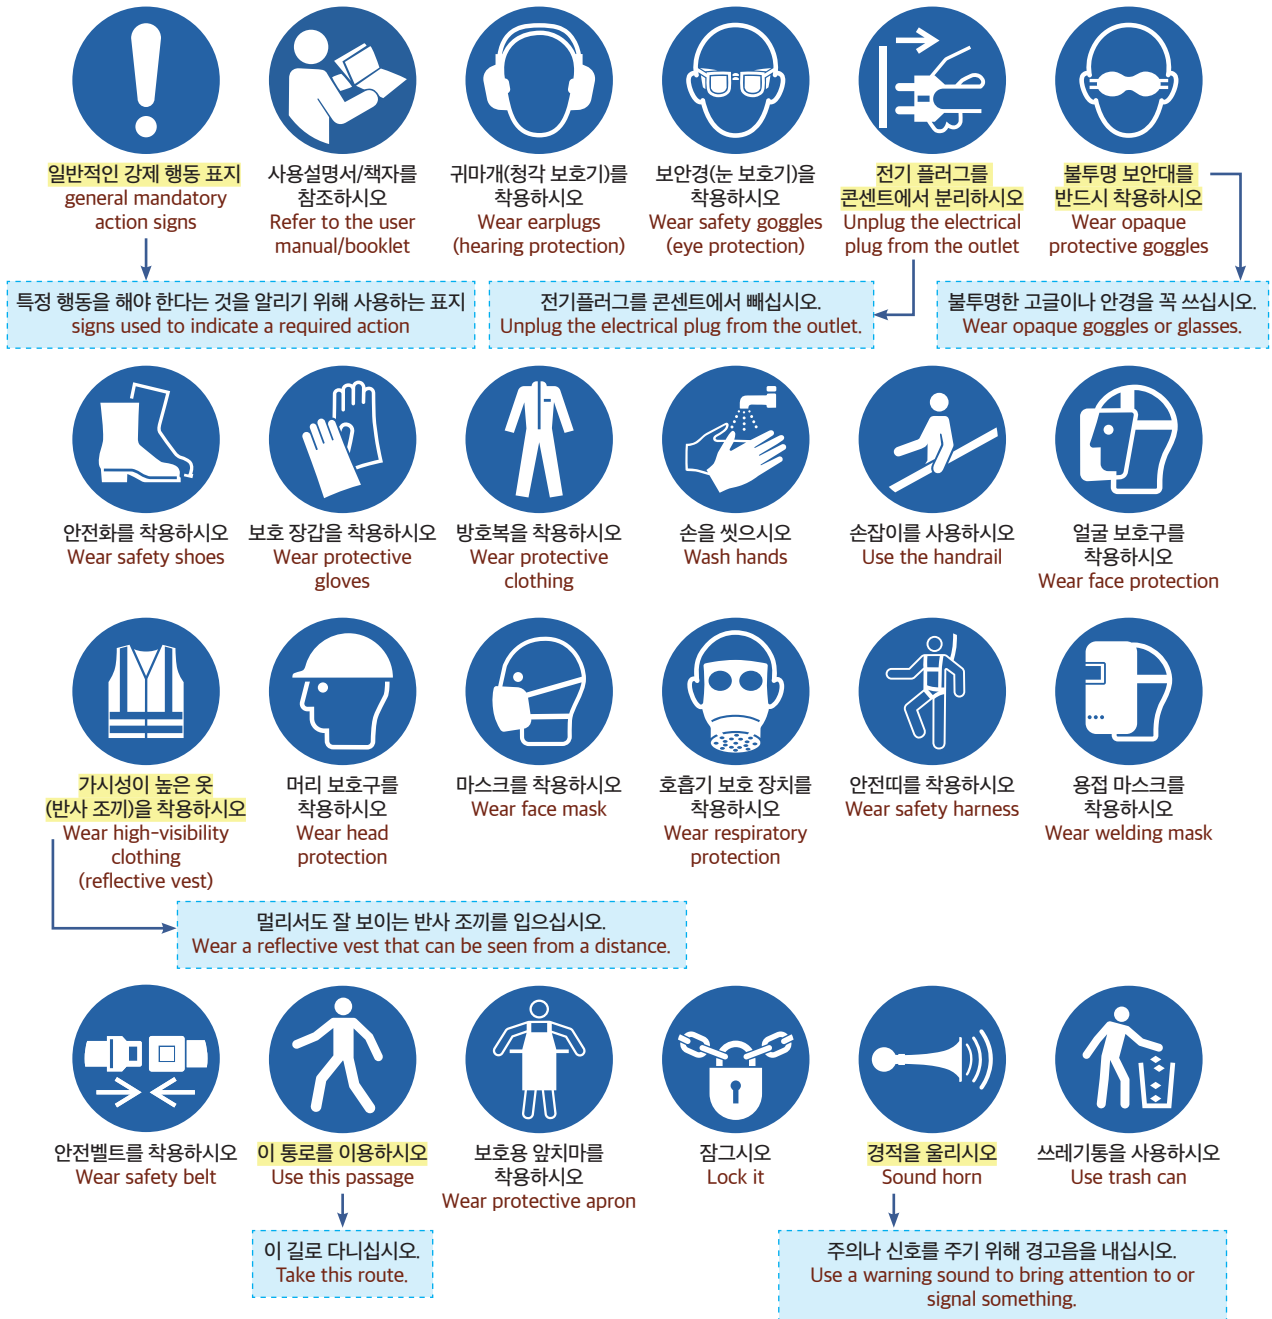 일반적인 강제 행동 표지
general mandatory
action signs
사용설명서/책자를
참조하시오
Refer to the user
manual/booklet
귀마개(청각 보호기)를
착용하시오
Wear earplugs
(hearing protection)
보안경(눈 보호기)을
착용하시오
Wear safety goggles
(eye protection)
전기 플러그를
콘센트에서 분리하시오
Unplug the electrical
plug from the outlet
불투명 보안대를
반드시 착용하시오
Wear opaque
protective goggles
특정 행동을 해야 한다는 것을 알리기 위해 사용하는 표지
signs used to indicate a required action
전기플러그를 콘센트에서 빼십시오.
Unplug the electrical plug from the outlet.
불투명한 고글이나 안경을 꼭 쓰십시오.
Wear opaque goggles or glasses.
안전화를 착용하시오
Wear safety shoes
보호 장갑을 착용하시오
Wear protective
gloves
방호복을 착용하시오
Wear protective
clothing
손을 씻으시오
Wash hands
손잡이를 사용하시오
Use the handrail
얼굴 보호구를
착용하시오
Wear face protection
가시성이 높은 옷
(반사 조끼)을 착용하시오
Wear high-visibility
clothing
(reflective vest)
머리 보호구를
착용하시오
Wear head
protection
마스크를 착용하시오
Wear face mask
호흡기 보호 장치를
착용하시오
Wear respiratory
protection
안전띠를 착용하시오
Wear safety harness
용접 마스크를
착용하시오
Wear welding mask
멀리서도 잘 보이는 반사 조끼를 입으십시오.
Wear a reflective vest that can be seen from a distance.
안전벨트를 착용하시오
Wear safety belt
이 통로를 이용하시오
Use this passage
보호용 앞치마를
착용하시오
Wear protective apron
잠그시오
Lock it
경적을 울리시오
Sound horn
쓰레기통을 사용하시오
Use trash can
이 길로 다니십시오.
Take this route.
주의나 신호를 주기 위해 경고음을 내십시오.
Use a warning sound to bring attention to or
signal something.